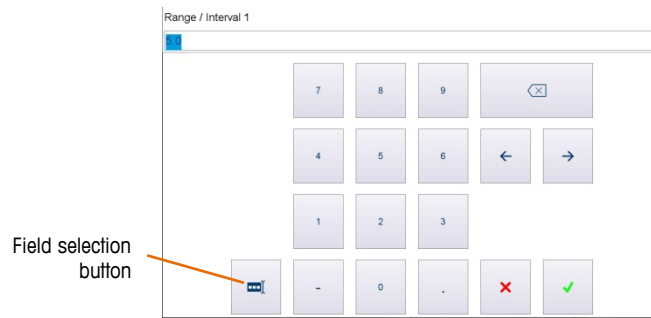 Range / Interval 1
5.0
7 8 9
4 5 6
1 2 3
Field selection
button
- 0 .